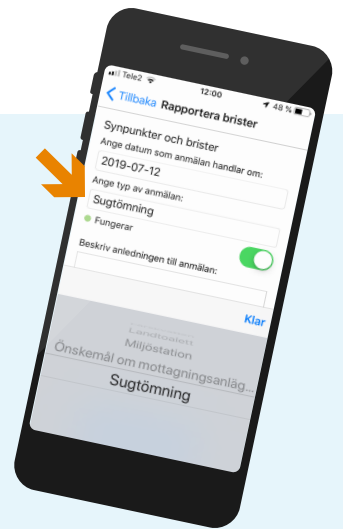 Tele2 12:00 48 %
Tillbaka Rapportera brister
Synpunkter och brister
Ange datum som anmälan handlar om:
2019-07-12
Ange typ av anmälan:
Sugtömning
Fungerar
Beskriv anledningen till anmälan:
Klar
Landtoalett
Miljöstation
Önskemål om mottagningsanläg...
Sugtömning